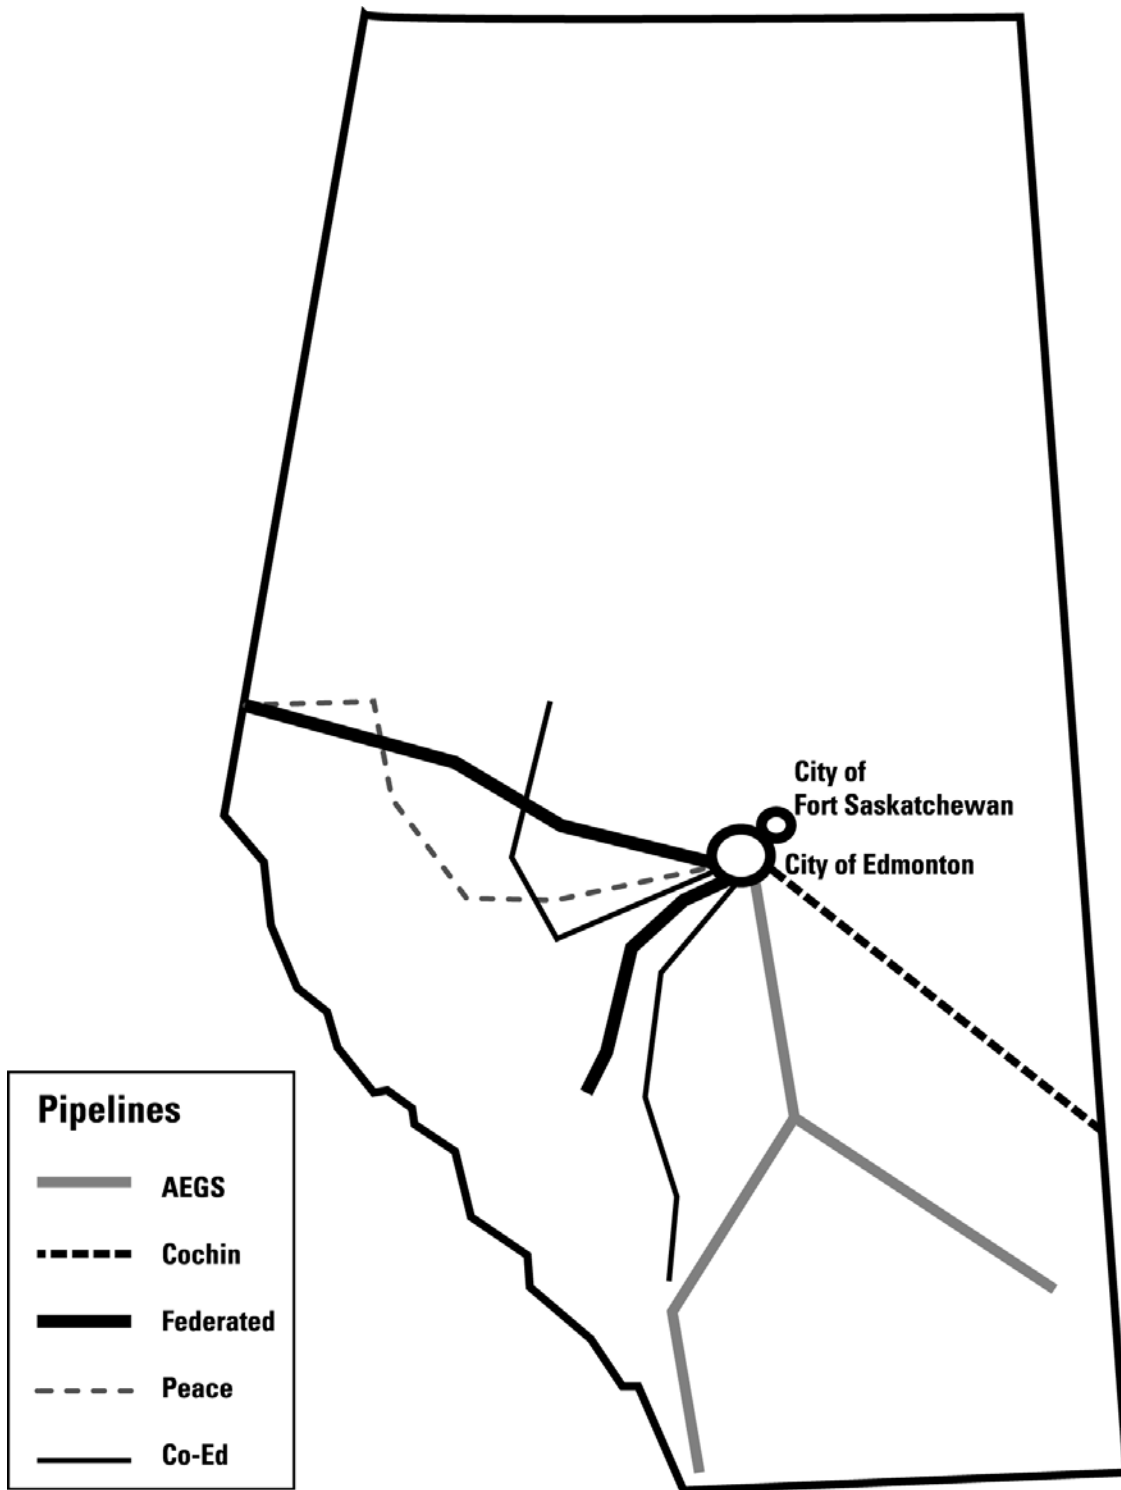 City of
Fort Saskatchewan
City of Edmonton
Pipelines
AEGS
Cochin
Federated
Peace
Co-Ed